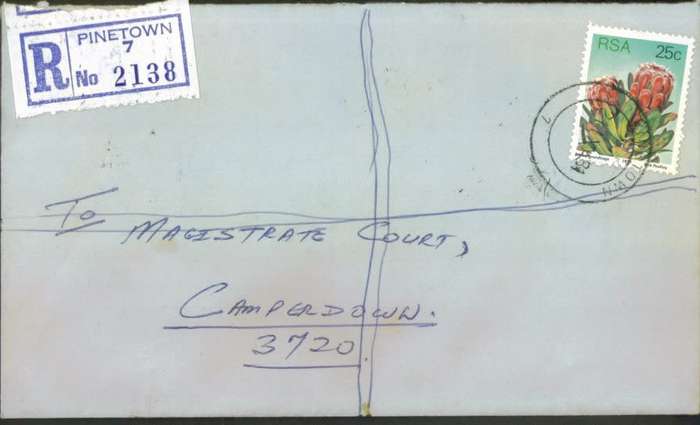 PINETOWN
7
R No 2138
RSA 25c
To
MAGISTRATE COURT,
CAMPERDOWN.
3720